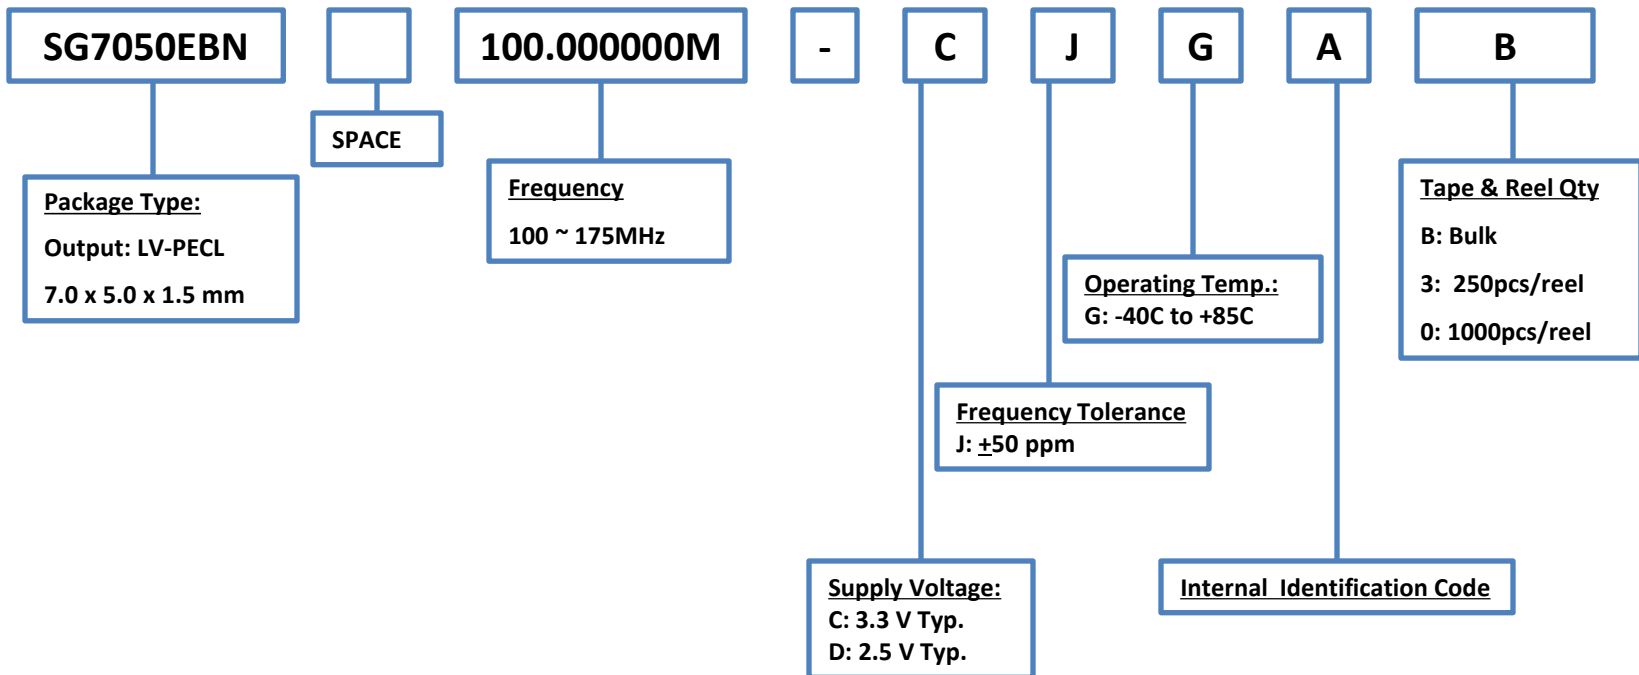 SG7050EBN 100.000000M - C J G A B
SPACE
Package Type:
Output: LV-PECL
7.0 x 5.0 x 1.5 mm
Frequency
100 ~ 175MHz
Tape & Reel Qty
B: Bulk
3: 250pcs/reel
0: 1000pcs/reel
Operating Temp.:
G: -40C to +85C
Frequency Tolerance
J: ±50 ppm
Supply Voltage:
C: 3.3 V Typ.
D: 2.5 V Typ.
Internal Identification Code